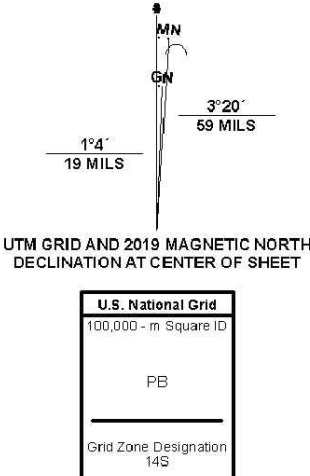 MN
GN
3°20´
59 MILS
1°4´
19 MILS
UTM GRID AND 2019 MAGNETIC NORTH
DECLINATION AT CENTER OF SHEET
U.S. National Grid
100,000 - m Square ID
PB
Grid Zone Designation
14S